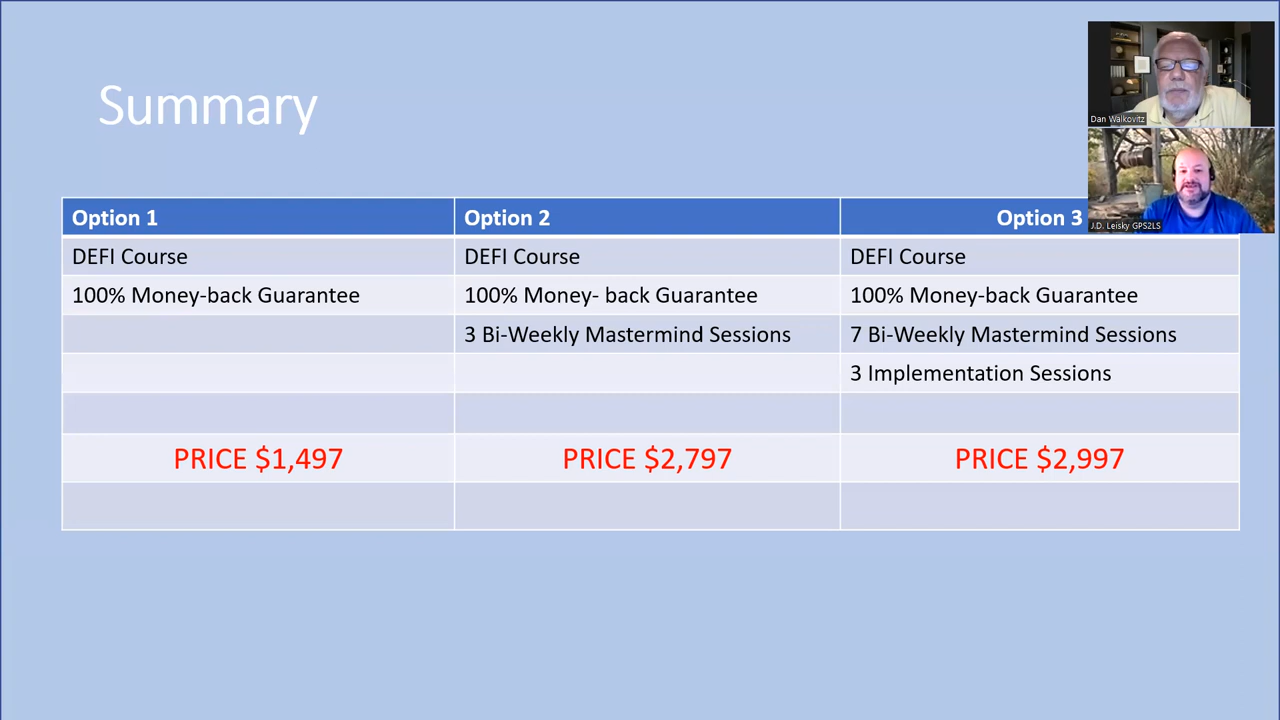 Summary
Dan Walkovitz
J.D. Leisky GPS2LS
Option 1 Option 2 Option 3
DEFI Course DEFI Course DEFI Course
100% Money-back Guarantee 100% Money- back Guarantee 100% Money-back Guarantee
3 Bi-Weekly Mastermind Sessions 7 Bi-Weekly Mastermind Sessions
3 Implementation Sessions
PRICE $1,497 PRICE $2,797 PRICE $2,997